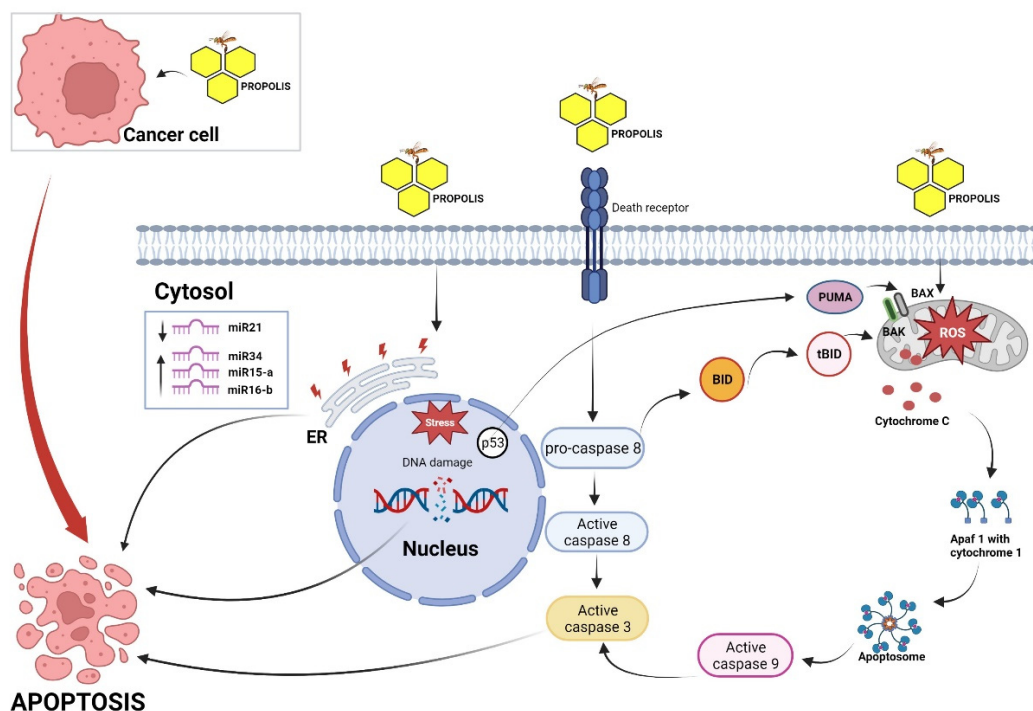 PROPOLIS
Cancer cell
PROPOLIS
PROPOLIS
PROPOLIS
Death receptor
Cytosol
miR21
miR34
miR15-a
miR16-b
PUMA
BAX
BAK
ROS
tBID
BID
Cytochrome C
ER
Stress
p53
DNA damage
Nucleus
pro-caspase 8
Active
caspase 8
Active
caspase 3
Apaf 1 with
cytochrome 1
Apoptosome
Active
caspase 9
APOPTOSIS